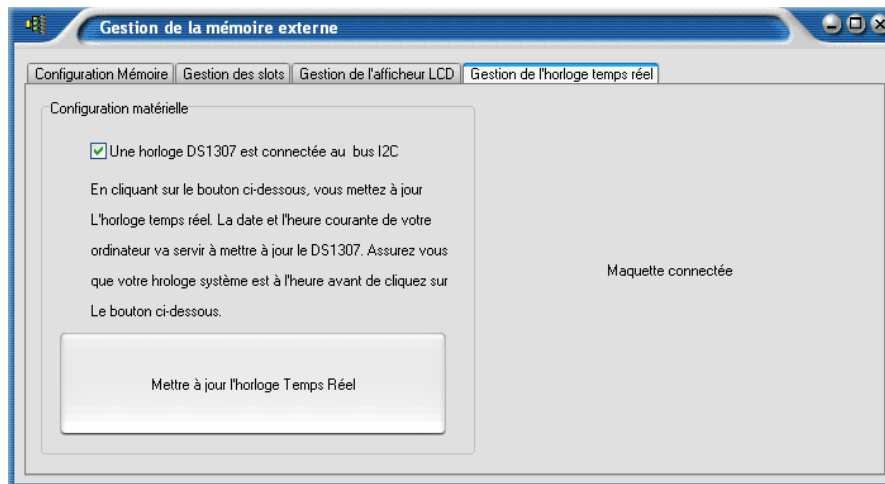 Gestion de la mémoire externe
Configuration Mémoire Gestion des slots Gestion de l'afficheur LCD Gestion de l'horloge temps réel
Configuration matérielle
Une horloge DS1307 est connectée au bus I2C
En cliquant sur le bouton ci-dessous, vous mettez à jour
L'horloge temps réel. La date et l'heure courante de votre
ordinateur va servir à mettre à jour le DS1307. Assurez vous
que votre hrologe système est à l'heure avant de cliquez sur
Le bouton ci-dessous.
Maquette connectée
Mettre à jour l'horloge Temps Réel